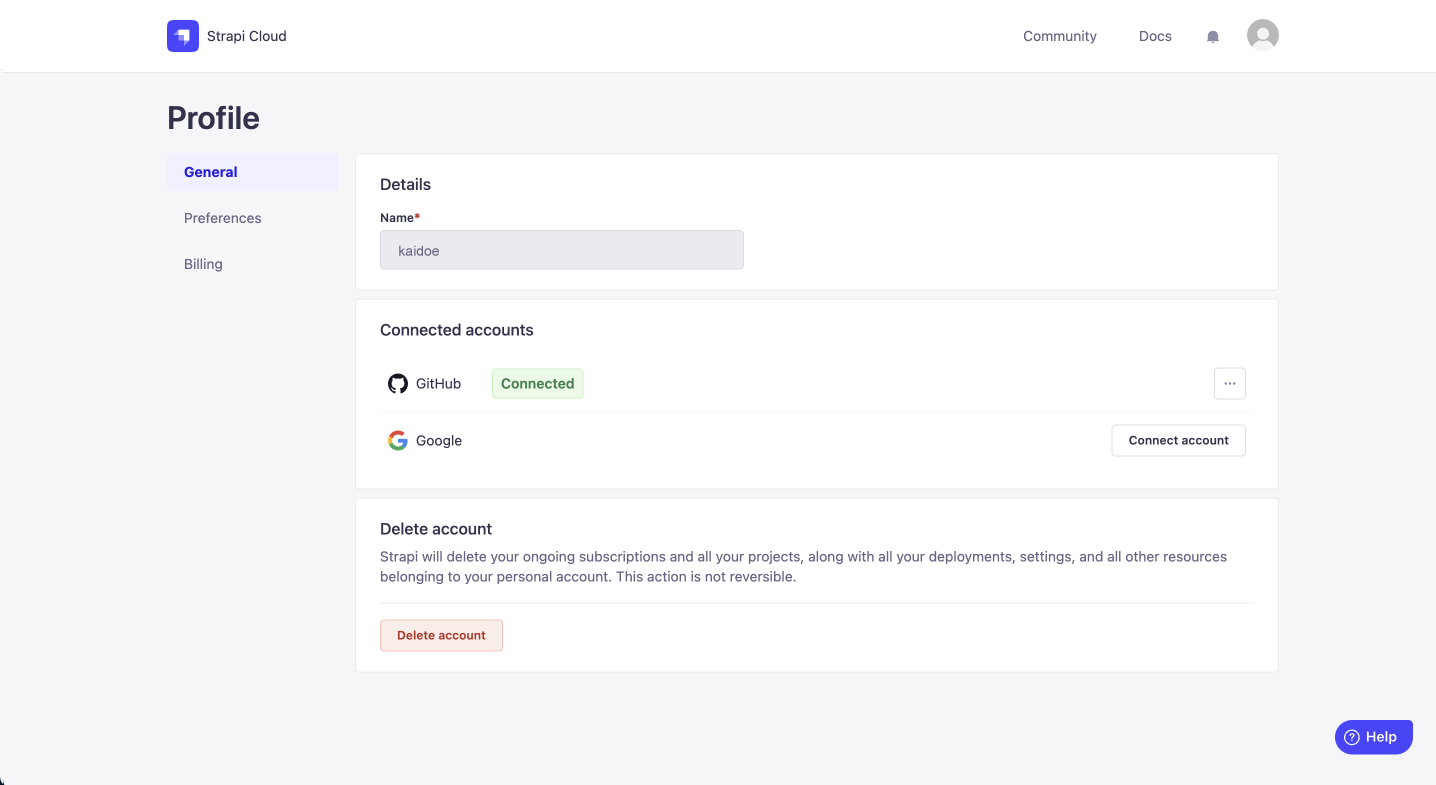 Strapi Cloud
Community
Docs
Profile
General
Preferences
Billing
Details
Name*
kaidoe
Connected accounts
GitHub
Connected
Google
Connect account
Delete account
Strapi will delete your ongoing subscriptions and all your projects, along with all your deployments, settings, and all other resources
belonging to your personal account. This action is not reversible.
Delete account
Help